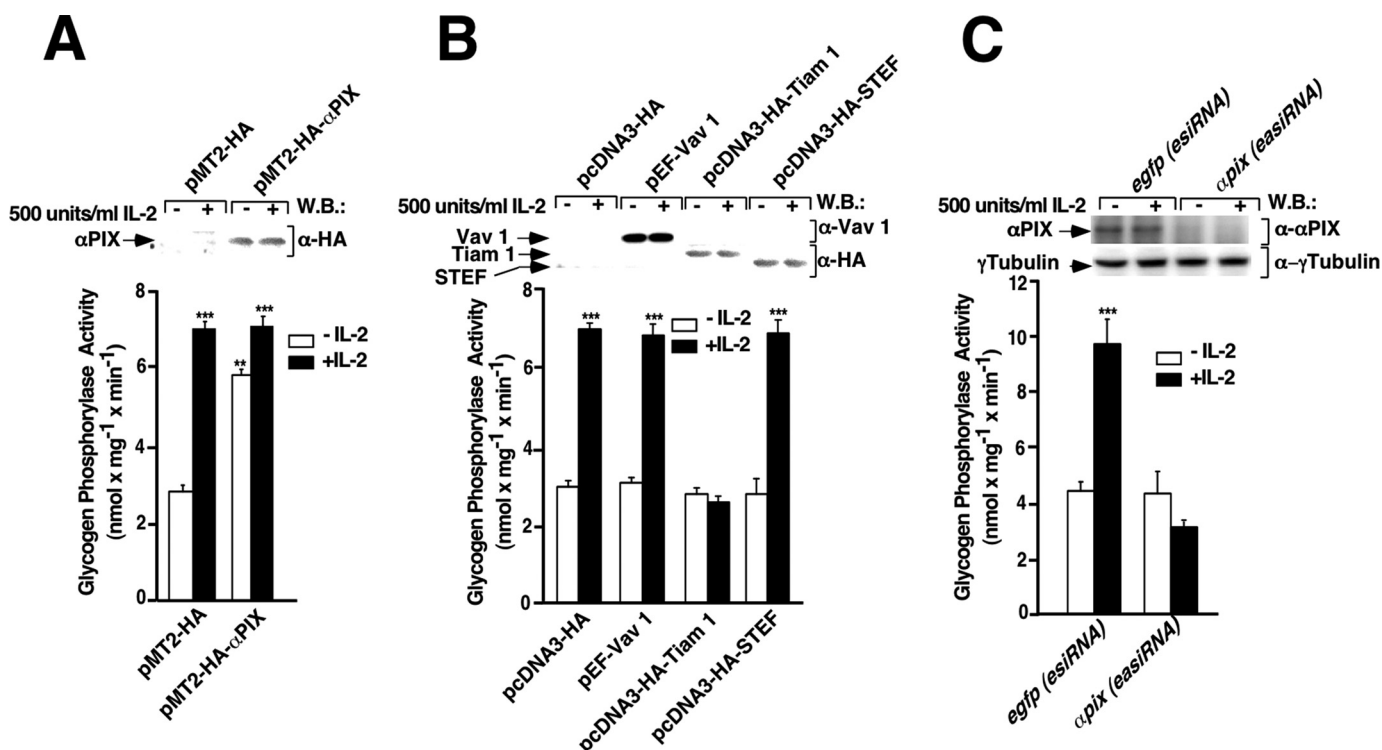 A
pMT2-HA
pMT2-HA-αPIX
500 units/ml IL-2 - + - + W.B.:
αPIX α-HA
Glycogen Phosphorylase Activity
(nmol x mg-1 x min-1)
8
6
4
2
0
***
**
***
- IL-2
+IL-2
pMT2-HA
pMT2-HA-αPIX
B
pcDNA3-HA
pEF-Vav 1
pcDNA3-HA-Tiam 1
pcDNA3-HA-STEF
500 units/ml IL-2 - + - + - + - + W.B.:
Vav 1 α-Vav 1
Tiam 1 α-HA
STEF
Glycogen Phosphorylase Activity
(nmol x mg-1 x min-1)
8
6
4
2
0
***
***
***
- IL-2
+IL-2
pcDNA3-HA
pEF-Vav 1
pcDNA3-HA-Tiam 1
pcDNA3-HA-STEF
C
egfp (esiRNA)
αpix (easiRNA)
500 units/ml IL-2 - + - + W.B.:
αPIX α-αPIX
γTubulin α-γTubulin
Glycogen Phosphorylase Activity
(nmol x mg-1 x min-1)
12
10
8
6
4
2
0
***
- IL-2
+IL-2
egfp (esiRNA)
αpix (easiRNA)